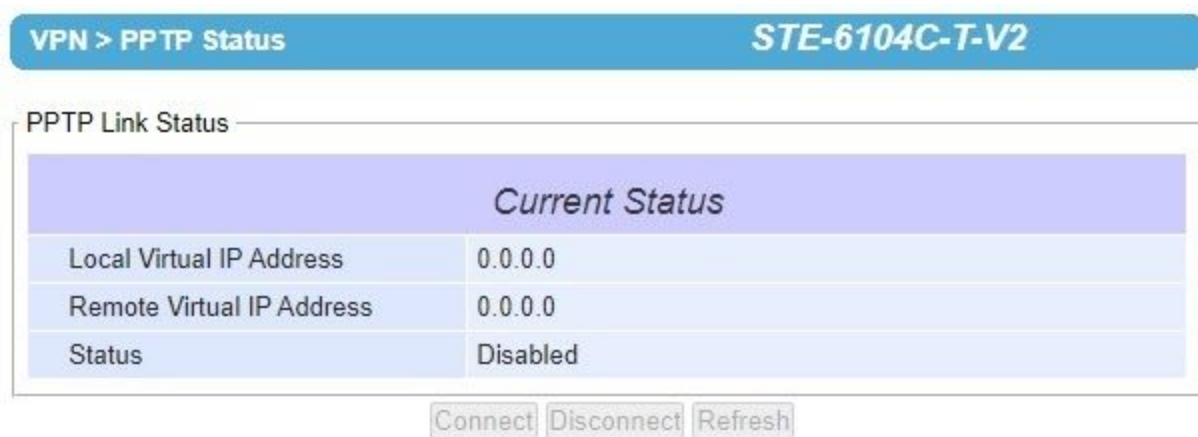 VPN > PPTP Status STE-6104C-T-V2
PPTP Link Status
Current Status
Local Virtual IP Address 0.0.0.0
Remote Virtual IP Address 0.0.0.0
Status Disabled
Connect Disconnect Refresh